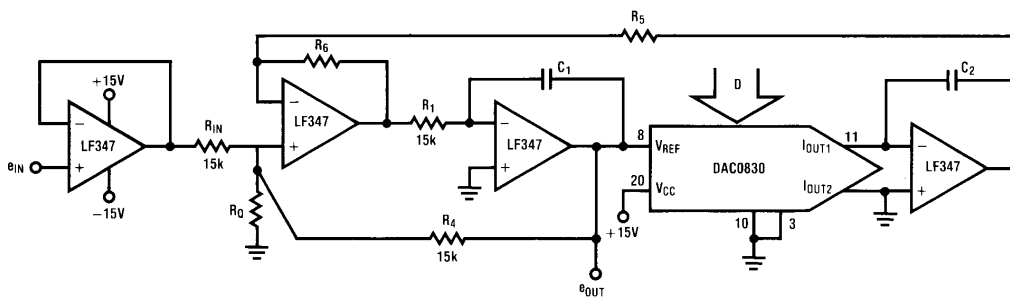 R5
R6
C1
C2
D
+15V
LF347
−
+
eIN
−15V
RIN
15k
RQ
LF347
−
+
R1
15k
LF347
−
+
R4
15k
eOUT
8
VREF
20
VCC
+15V
DAC0830
IOUT1
11
IOUT2
10
3
LF347
−
+